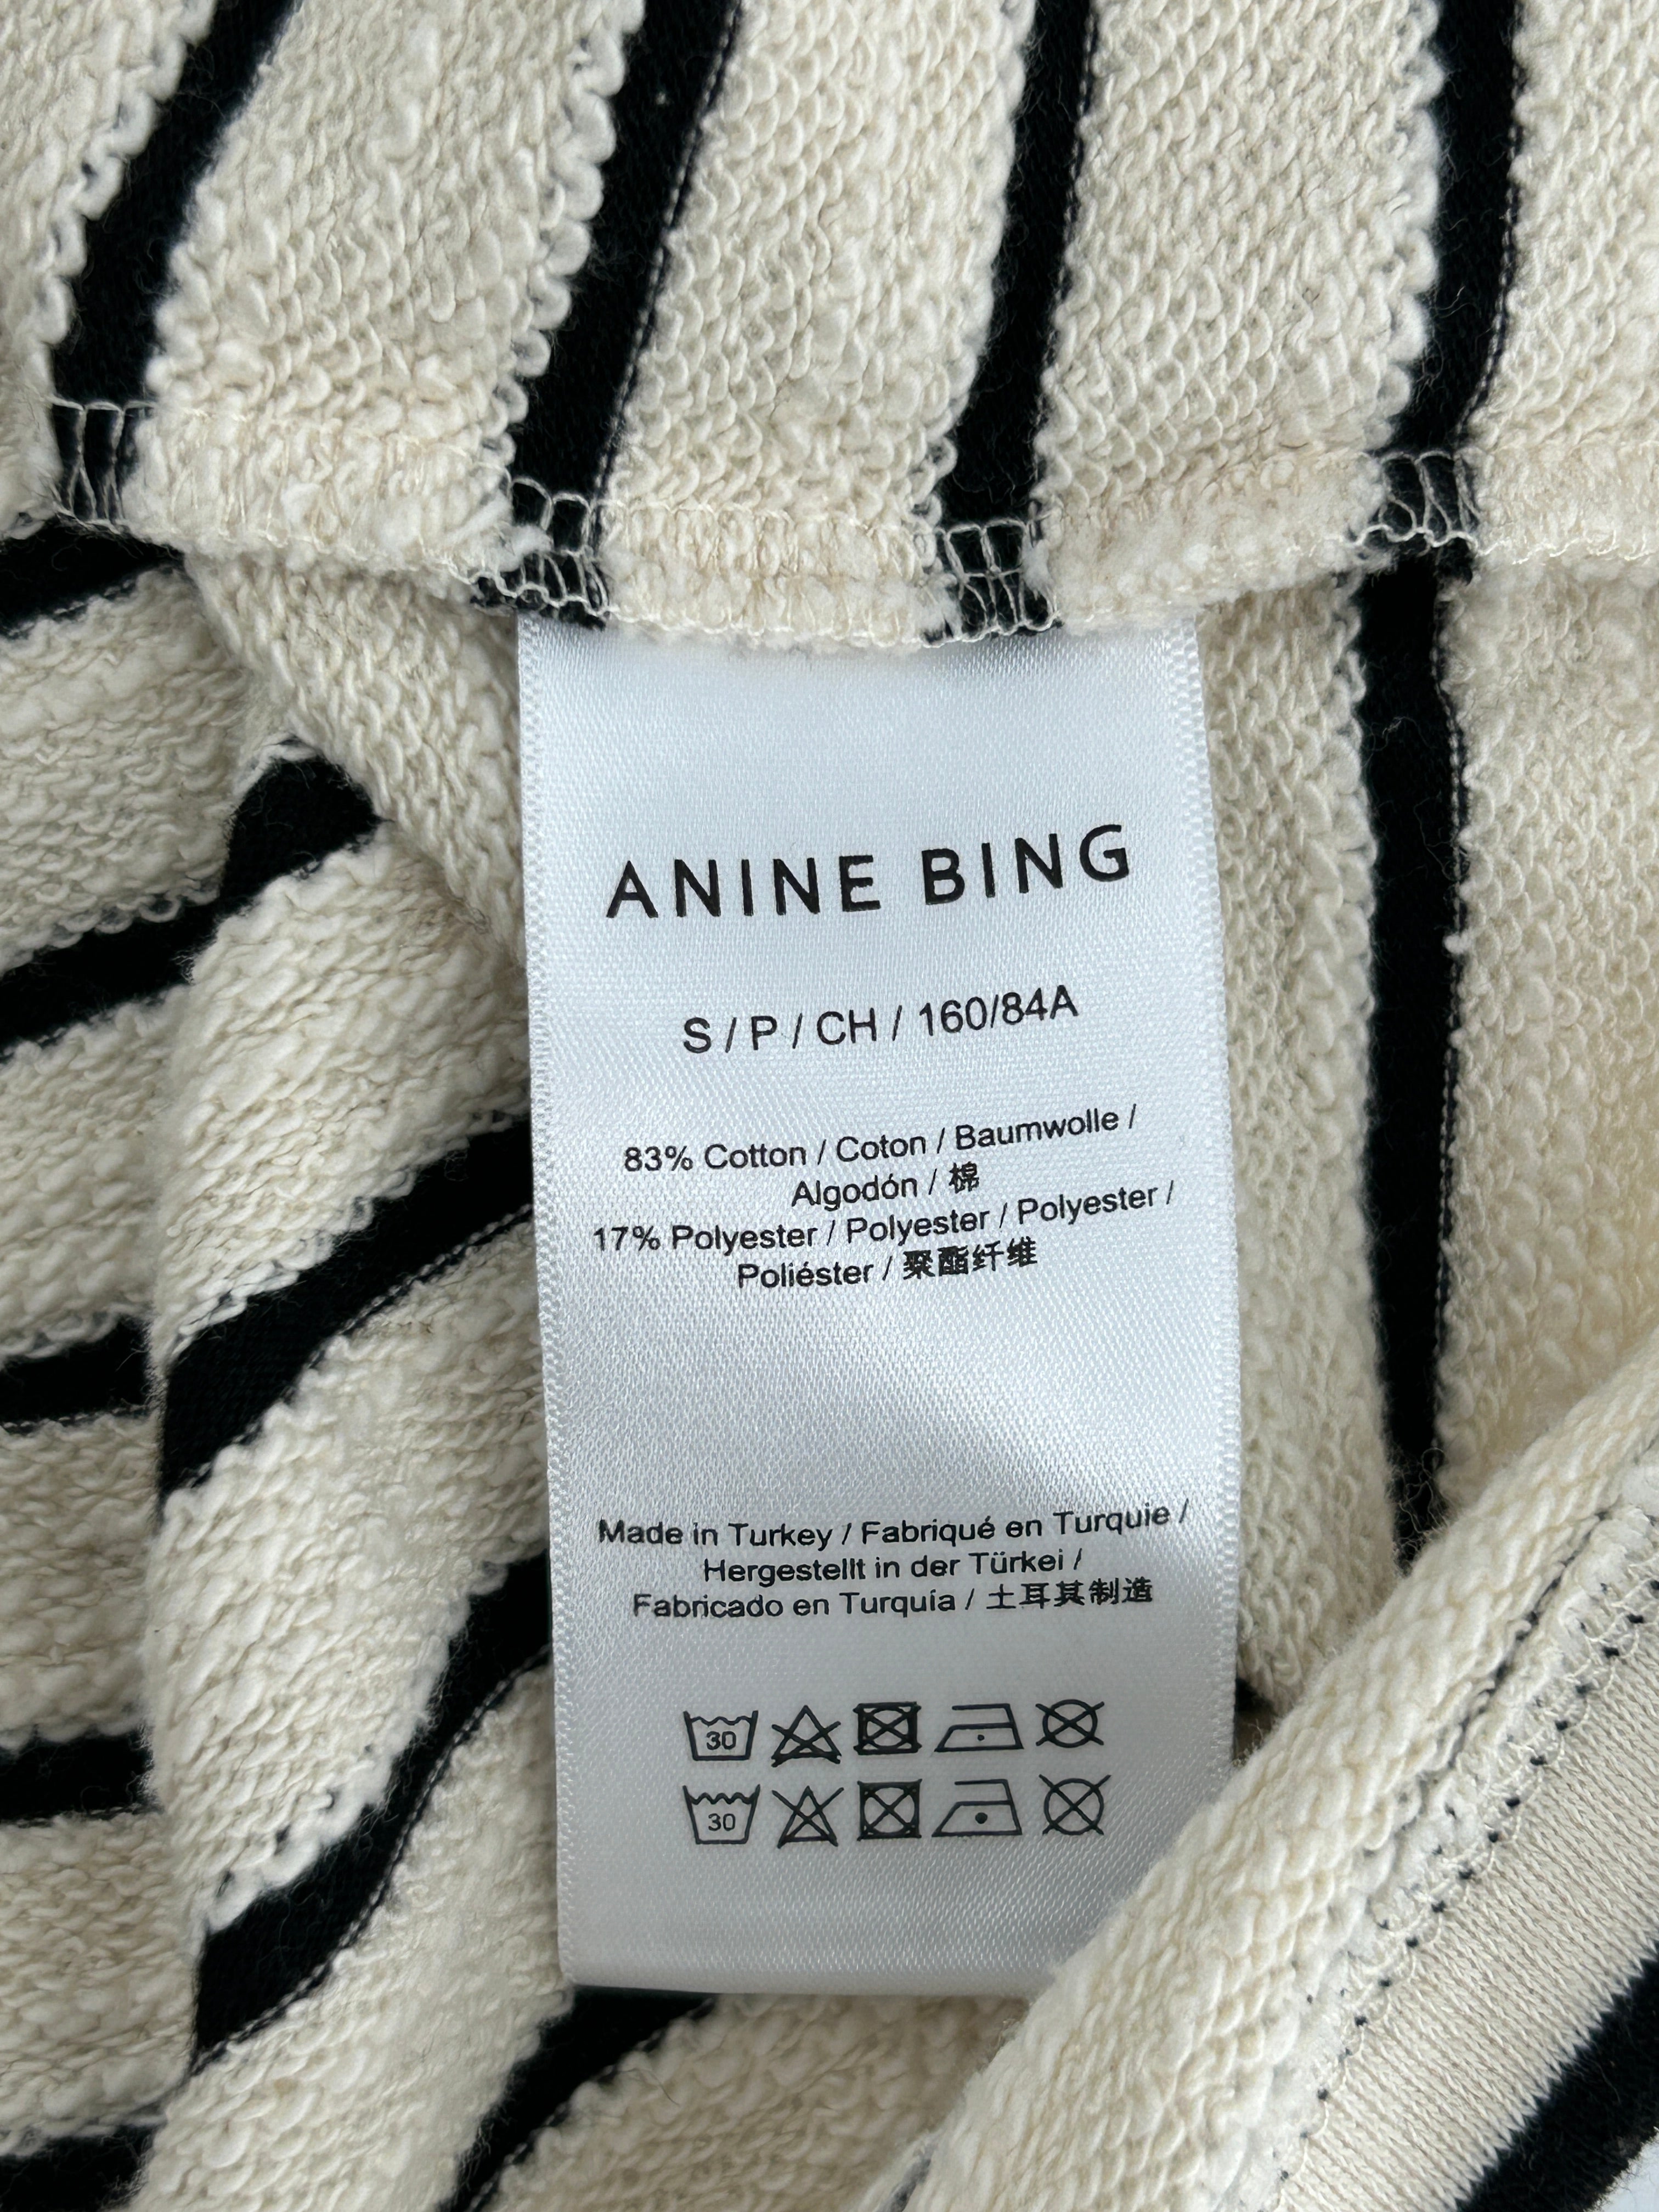 ANINE BING
S / P / CH / 160/84A
83% Cotton / Coton / Baumwolle /
Algodón / 棉
17% Polyester / Polyester / Polyester /
Poliéster / 聚酯纤维
Made in Turkey / Fabriqué en Turquie /
Hergestellt in der Türkei /
Fabricado en Turquía / 土耳其制造
30
30